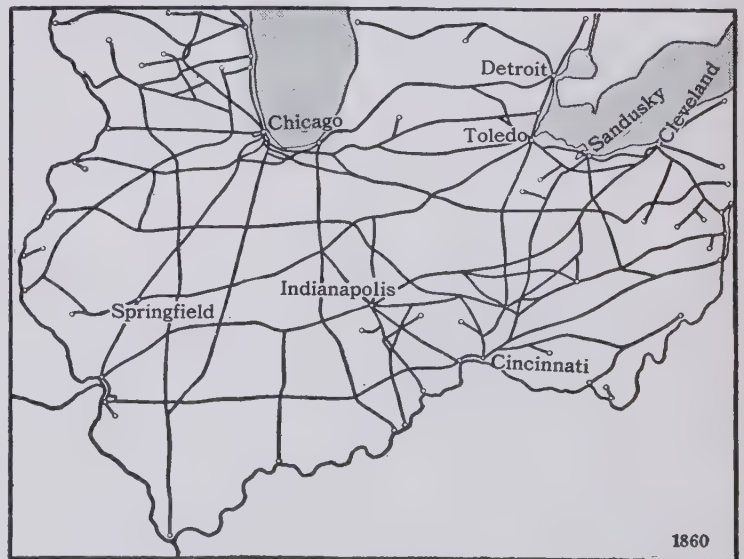 Detroit
Cleveland
Sandusky
Chicago
Toledo
Indianapolis
Springfield
Cincinnati
1860